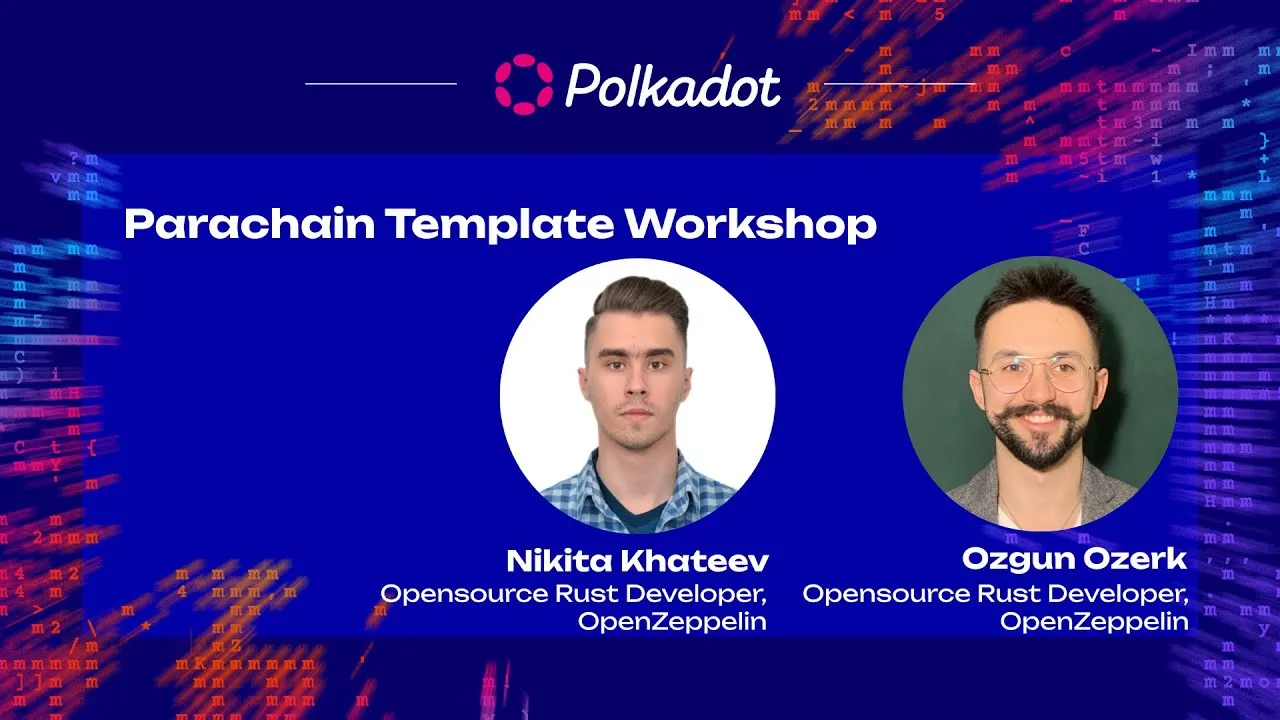 Polkadot
Parachain Template Workshop
Nikita Khateev
Opensource Rust Developer,
OpenZeppelin
Ozgun Ozerk
Opensource Rust Developer,
OpenZeppelin